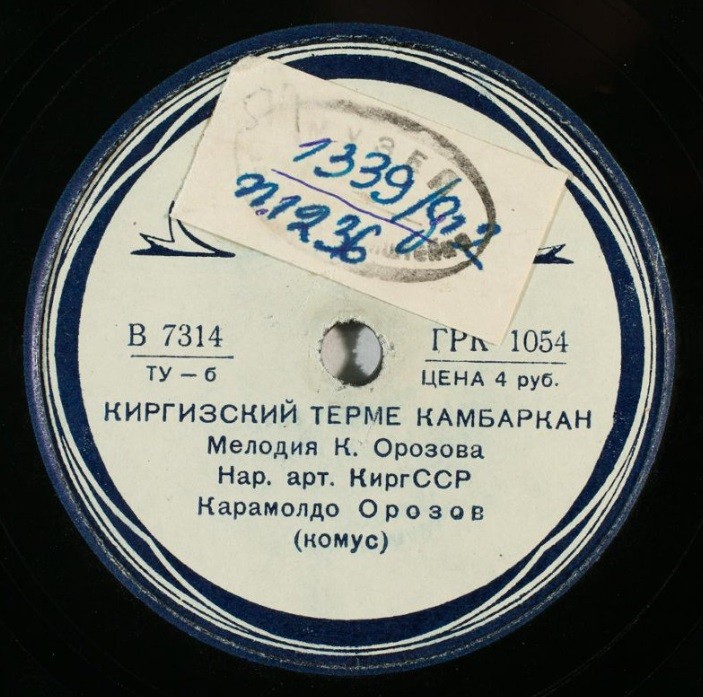 МУЗЕЙ
1339/
п.1236
В 7314
ГРК 1054
ТУ — б
ЦЕНА 4 руб.
КИРГИЗСКИЙ ТЕРМЕ КАМБАРКАН
Мелодия К. Орозова
Нар. арт. КиргССР
Карамолдо Орозов
(комус)